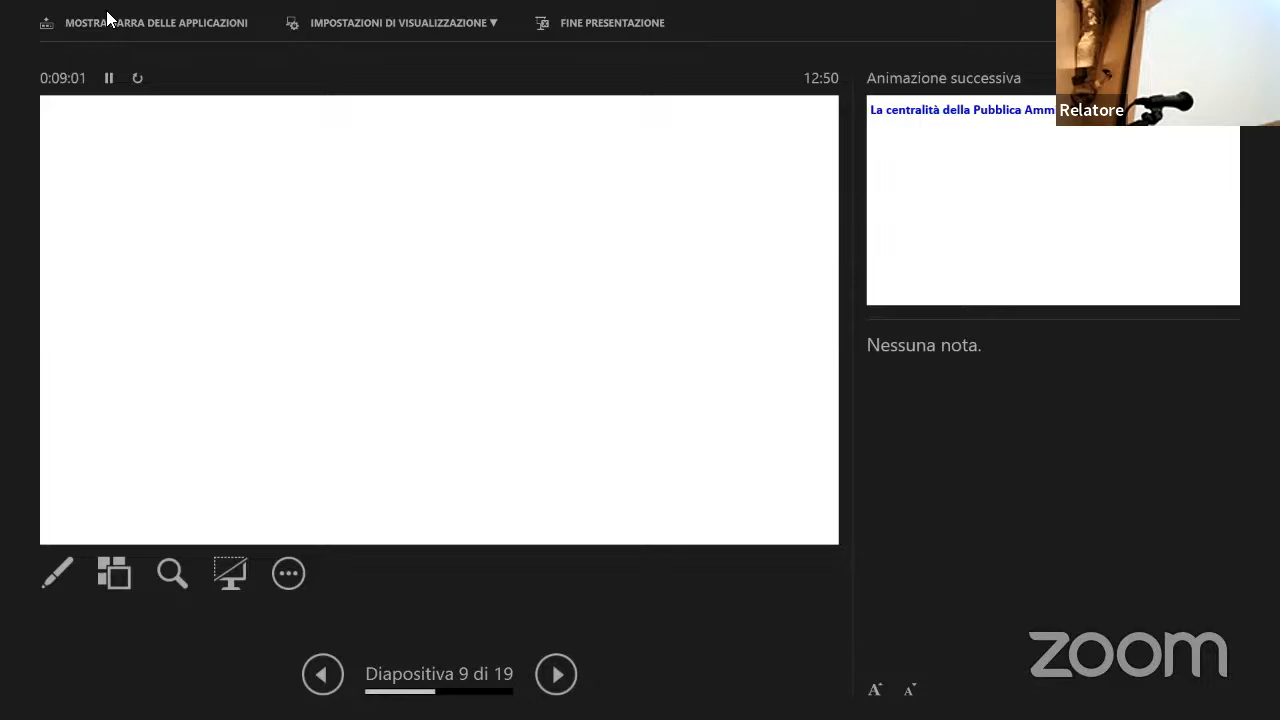 MOSTRA BARRA DELLE APPLICAZIONI
IMPOSTAZIONI DI VISUALIZZAZIONE ▼
FINE PRESENTAZIONE
0:09:01
12:50
Animazione successiva
La centralità della Pubblica Amm
Relatore
Nessuna nota.
Diapositiva 9 di 19
A A
zoom